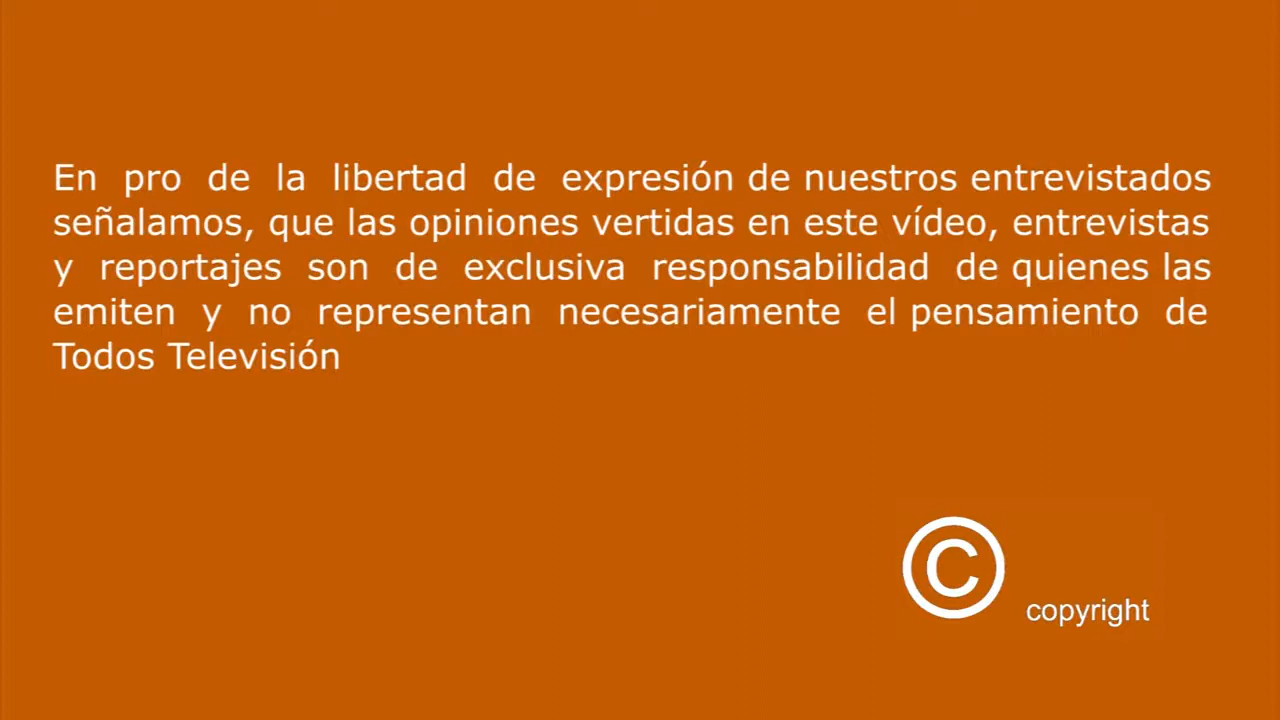 En pro de la libertad de expresión de nuestros entrevistados
señalamos, que las opiniones vertidas en este vídeo, entrevistas
y reportajes son de exclusiva responsabilidad de quienes las
emiten y no representan necesariamente el pensamiento de
Todos Televisión
© copyright